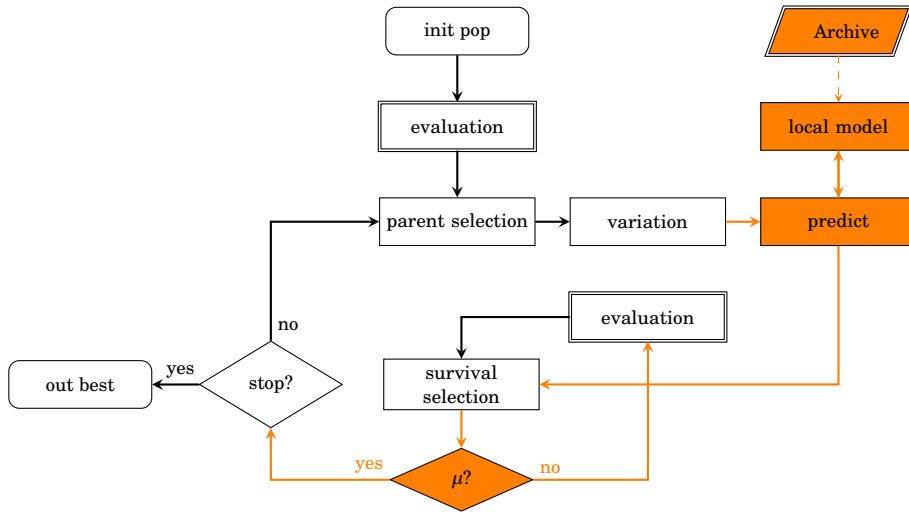 init pop
Archive
evaluation
local model
parent selection
variation
predict
evaluation
no
yes
out best
stop?
survival
selection
yes
μ?
no